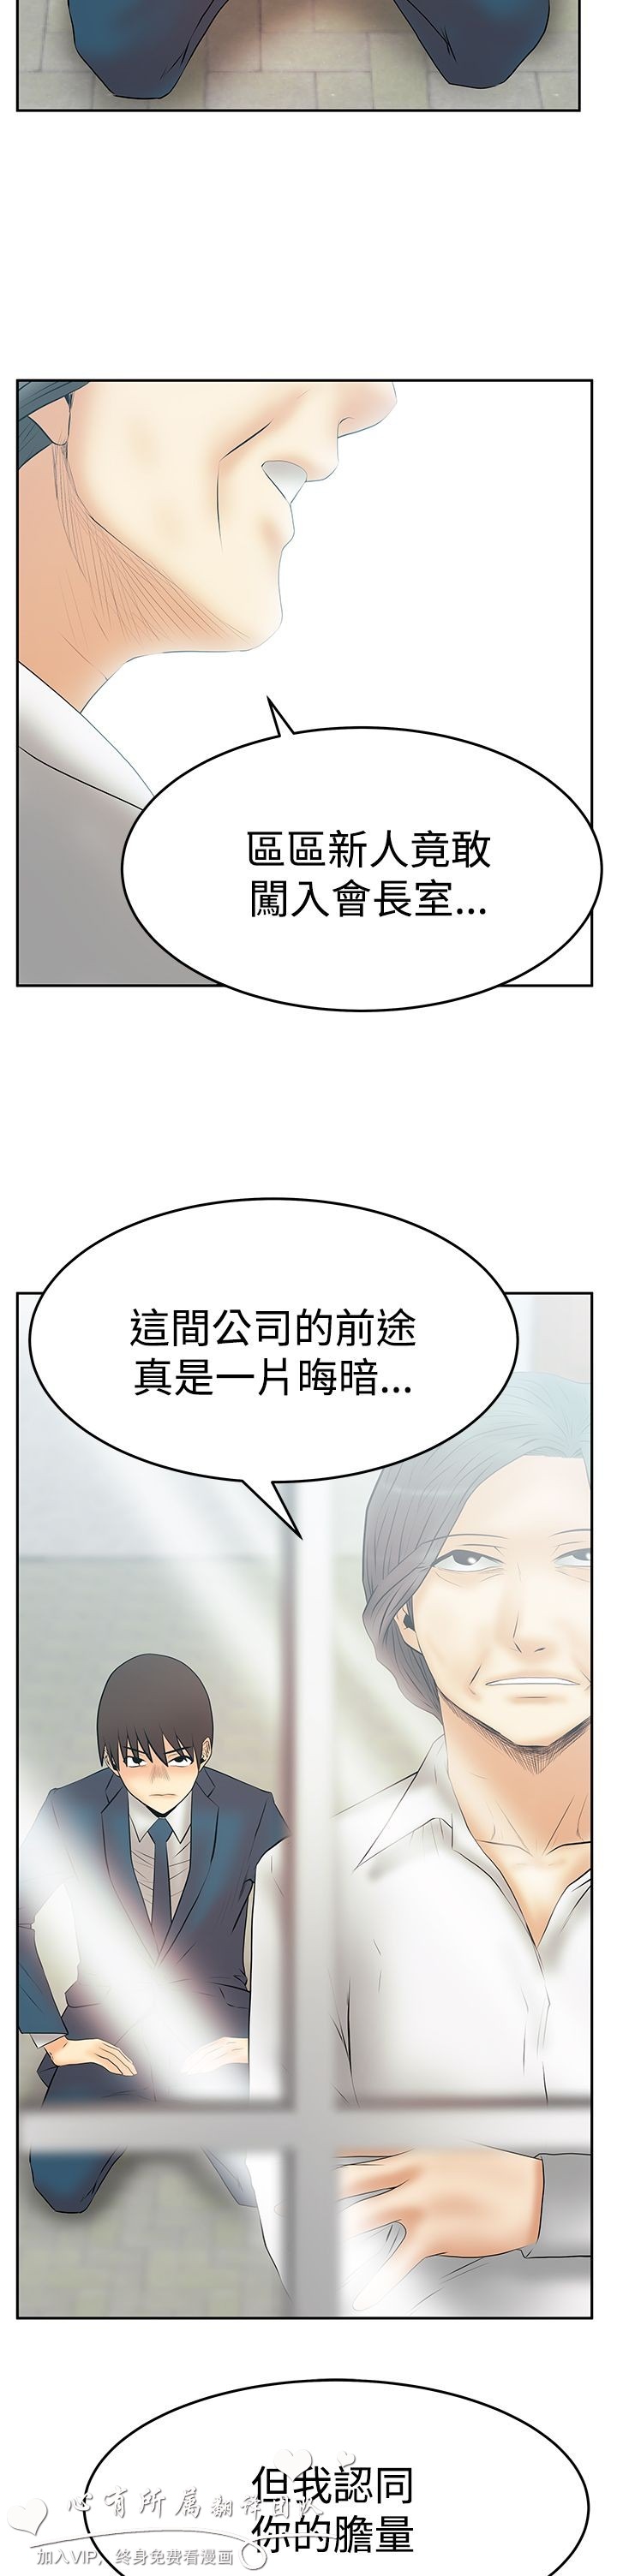 區區新人竟敢
闖入會長室...
這間公司的前途
真是一片晦暗...
但我認同
你的膽量
心有所属翻译团队
加入VIP，终身免费看漫画